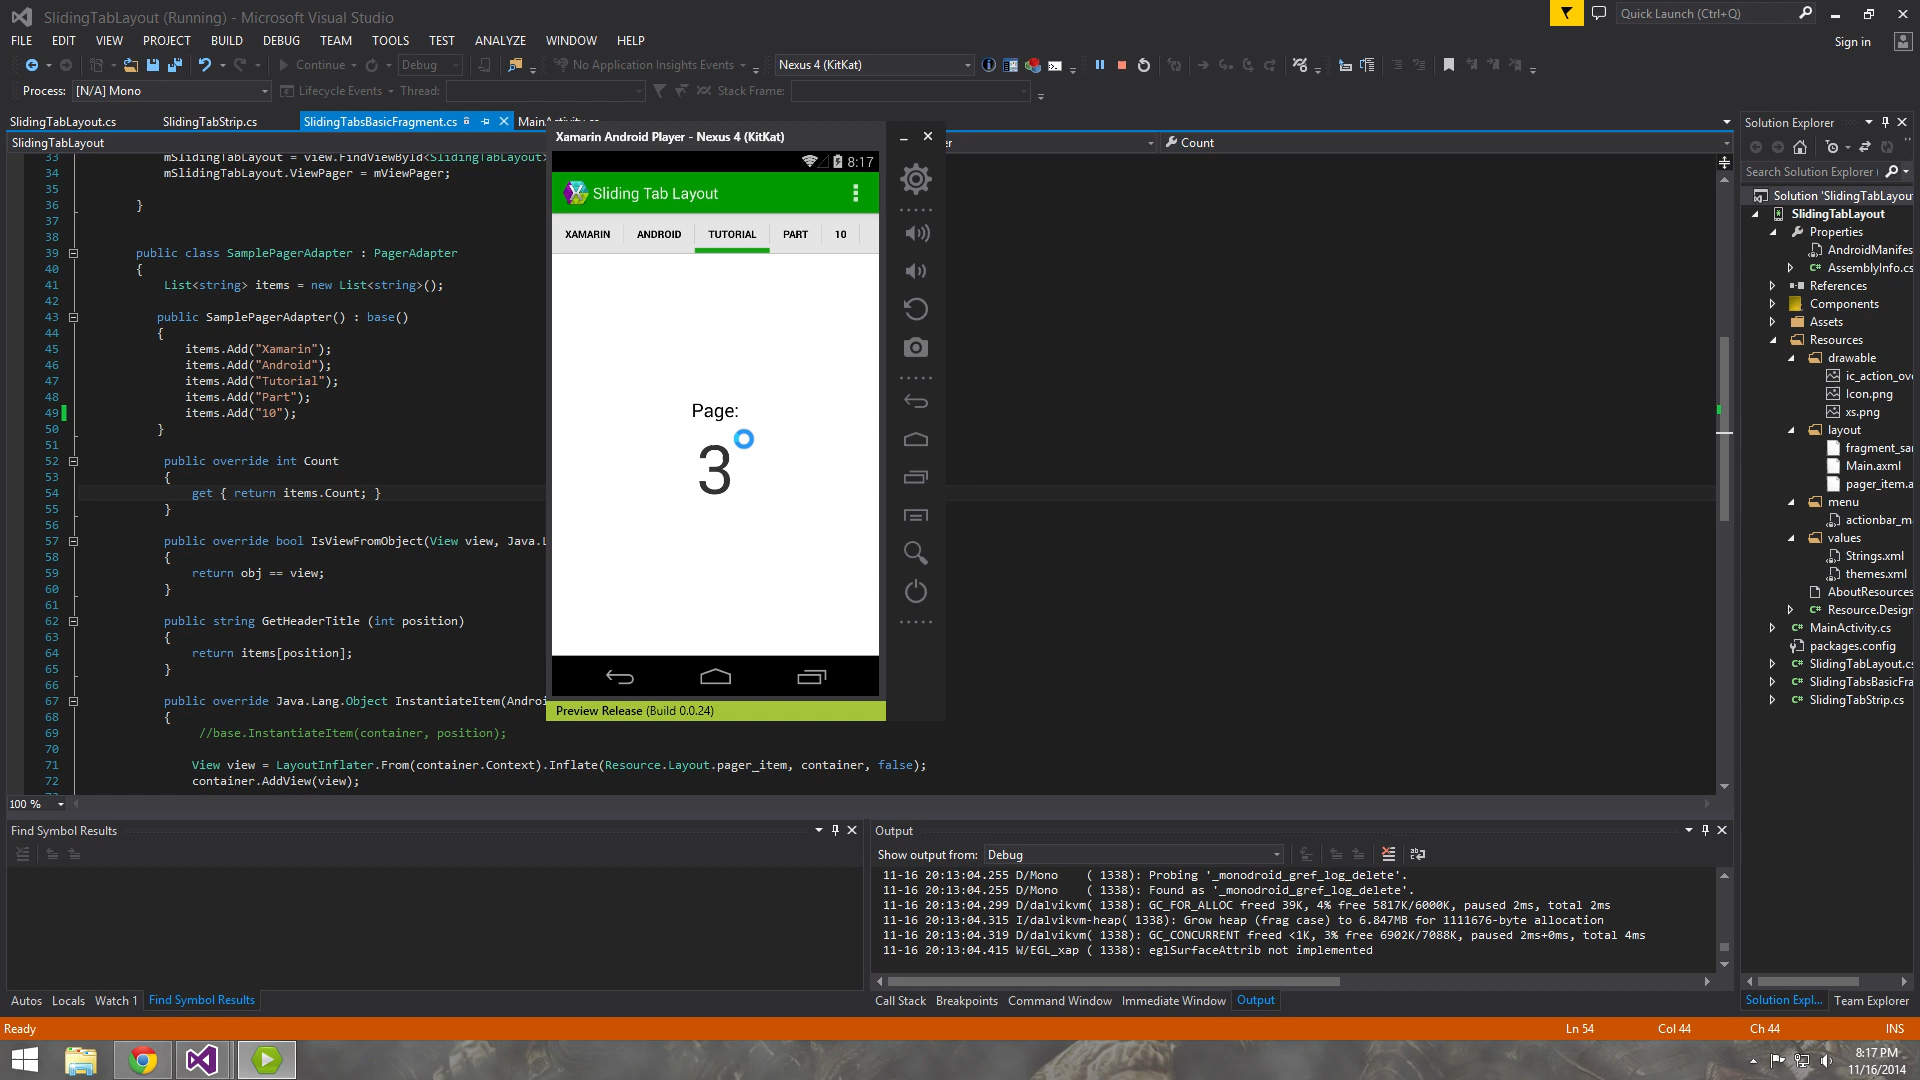 SlidingTabLayout (Running) - Microsoft Visual Studio
Quick Launch (Ctrl+Q)
FILE EDIT VIEW PROJECT BUILD DEBUG TEAM TOOLS TEST ANALYZE WINDOW HELP
Sign in
Continue Debug No Application Insights Events Nexus 4 (KitKat)
Process: [N/A] Mono Lifecycle Events Thread: Stack Frame:
SlidingTabLayout.cs SlidingTabStrip.cs SlidingTabsBasicFragment.cs
SlidingTabLayout
Count
33 mSlidingTabLayout = view.FindViewById<SlidingTabLayout>
34 mSlidingTabLayout.ViewPager = mViewPager;
35
36 }
37
38
39 public class SamplePagerAdapter : PagerAdapter
40 {
41 List<string> items = new List<string>();
42
43 public SamplePagerAdapter() : base()
44 {
45 items.Add("Xamarin");
46 items.Add("Android");
47 items.Add("Tutorial");
48 items.Add("Part");
49 items.Add("10");
50 }
51
52 public override int Count
53 {
54 get { return items.Count; }
55 }
56
57 public override bool IsViewFromObject(View view, Java.L
58 {
59 return obj == view;
60 }
61
62 public string GetHeaderTitle (int position)
63 {
64 return items[position];
65 }
66
67 public override Java.Lang.Object InstantiateItem(Androi
68 {
69 //base.InstantiateItem(container, position);
70
71 View view = LayoutInflater.From(container.Context).Inflate(Resource.Layout.pager_item, container, false);
72 container.AddView(view);
100 %
Xamarin Android Player - Nexus 4 (KitKat)
8:17
Sliding Tab Layout
XAMARIN ANDROID TUTORIAL PART 10
Page:
3
Preview Release (Build 0.0.24)
Solution Explorer
Search Solution Explorer
Solution 'SlidingTabLayou
SlidingTabLayout
Properties
AndroidManifes
AssemblyInfo.cs
References
Components
Assets
Resources
drawable
ic_action_ove
Icon.png
xs.png
layout
fragment_sa
Main.axml
pager_item.a
menu
actionbar_m
values
Strings.xml
themes.xml
AboutResources
Resource.Design
MainActivity.cs
packages.config
SlidingTabLayout.cs
SlidingTabsBasicFra
SlidingTabStrip.cs
Find Symbol Results
Output
Show output from: Debug
11-16 20:13:04.255 D/Mono ( 1338): Probing '_monodroid_gref_log_delete'.
11-16 20:13:04.255 D/Mono ( 1338): Found as '_monodroid_gref_log_delete'.
11-16 20:13:04.299 D/dalvikvm( 1338): GC_FOR_ALLOC freed 39K, 4% free 5817K/6000K, paused 2ms, total 2ms
11-16 20:13:04.315 I/dalvikvm-heap( 1338): Grow heap (frag case) to 6.847MB for 1111676-byte allocation
11-16 20:13:04.319 D/dalvikvm( 1338): GC_CONCURRENT freed <1K, 3% free 6902K/7088K, paused 2ms+0ms, total 4ms
11-16 20:13:04.415 W/EGL_xap ( 1338): eglSurfaceAttrib not implemented
Autos Locals Watch 1 Find Symbol Results
Call Stack Breakpoints Command Window Immediate Window Output
Solution Expl... Team Explorer
Ready
Ln 54 Col 44 Ch 44 INS
8:17 PM
11/16/2014